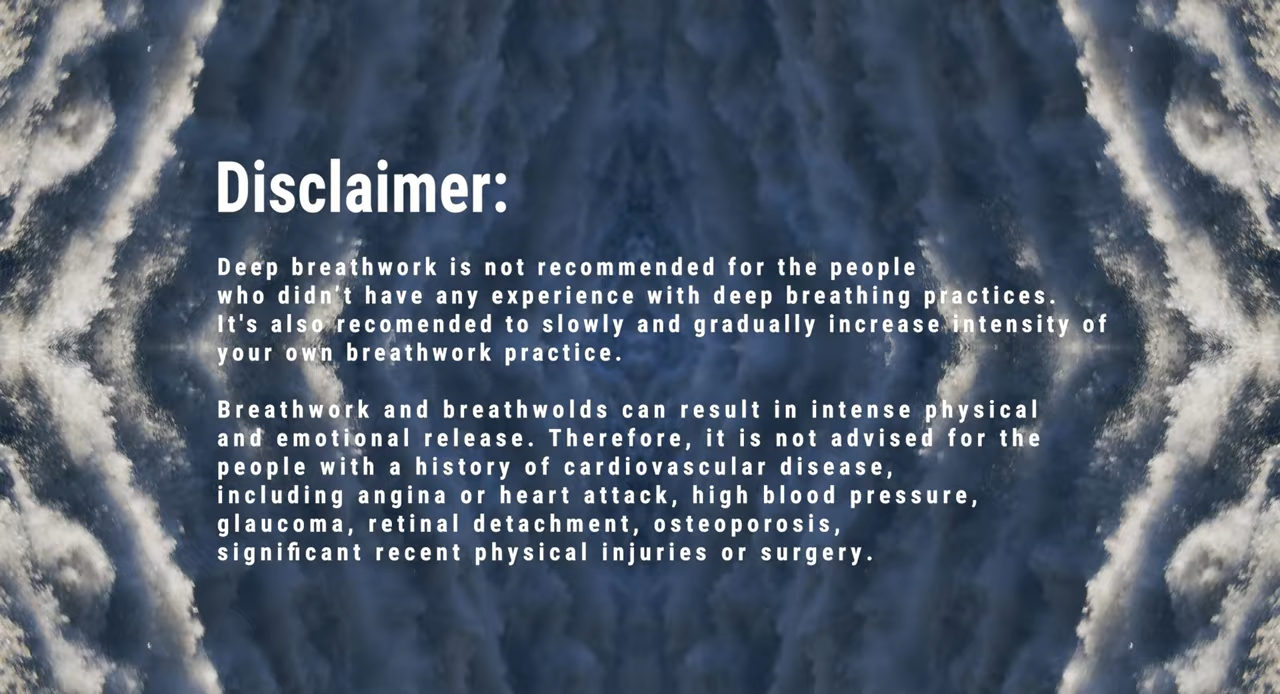 Disclaimer:
Deep breathwork is not recommended for the people
who didn't have any experience with deep breathing practices.
It's also recomended to slowly and gradually increase intensity of
your own breathwork practice.
Breathwork and breathwolds can result in intense physical
and emotional release. Therefore, it is not advised for the
people with a history of cardiovascular disease,
including angina or heart attack, high blood pressure,
glaucoma, retinal detachment, osteoporosis,
significant recent physical injuries or surgery.